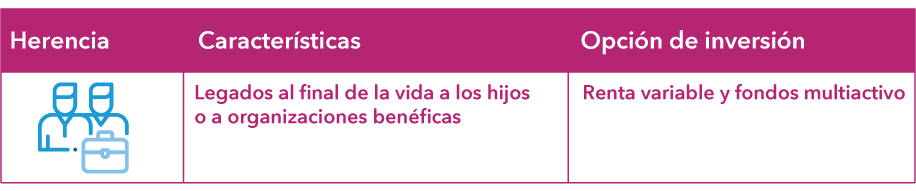 Herencia
Características
Opción de inversión
Legados al final de la vida a los hijos
o a organizaciones benéficas
Renta variable y fondos multiactivo